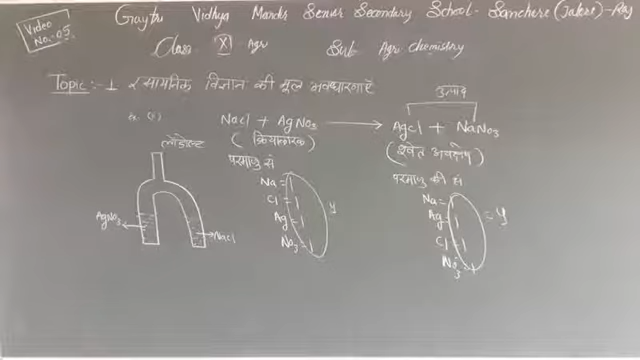 Video No.-05.
Gaytri Vidhya Mandir Senior Secondary School- Sanchore (Jalore)-Raj
Class X Agri Sub Agri chemistry
Topic:- 1 रसायनिक विज्ञान की मूल अवधारणाएँ
उत्पाद
NaCl + AgNO₃ → AgCl + NaNO₃
(क्रियाकारक) (श्वेत अवक्षेप)
परमाणु सं
परमाणु की सं
Na = 1
Cl = 1
Ag = 1
NO₃ = 1
Na = 1
Ag = 1
Cl = 1
NO₃ = 1
= 4
AgNO₃
NaCl